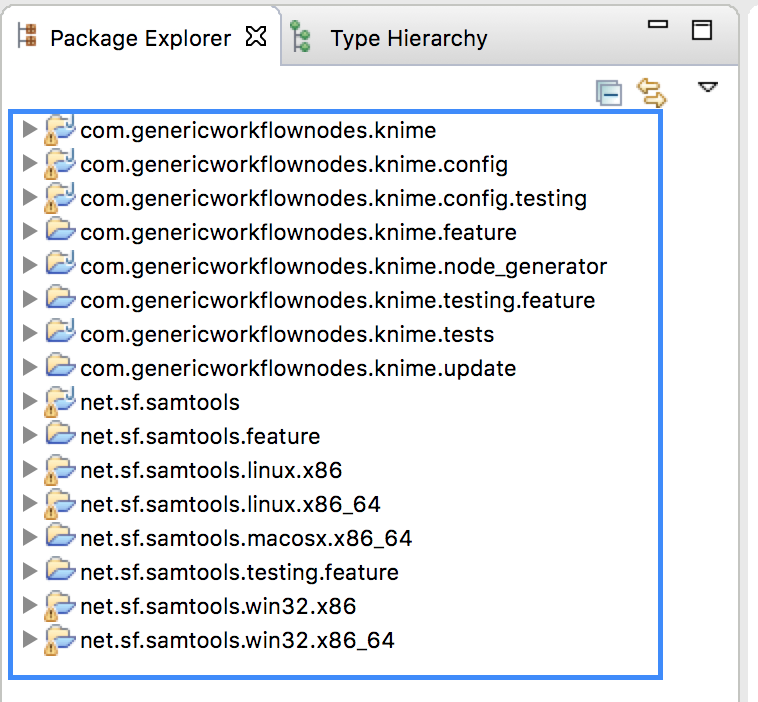 Package Explorer Type Hierarchy
com.genericworkflownodes.knime
com.genericworkflownodes.knime.config
com.genericworkflownodes.knime.config.testing
com.genericworkflownodes.knime.feature
com.genericworkflownodes.knime.node_generator
com.genericworkflownodes.knime.testing.feature
com.genericworkflownodes.knime.tests
com.genericworkflownodes.knime.update
net.sf.samtools
net.sf.samtools.feature
net.sf.samtools.linux.x86
net.sf.samtools.linux.x86_64
net.sf.samtools.macosx.x86_64
net.sf.samtools.testing.feature
net.sf.samtools.win32.x86
net.sf.samtools.win32.x86_64